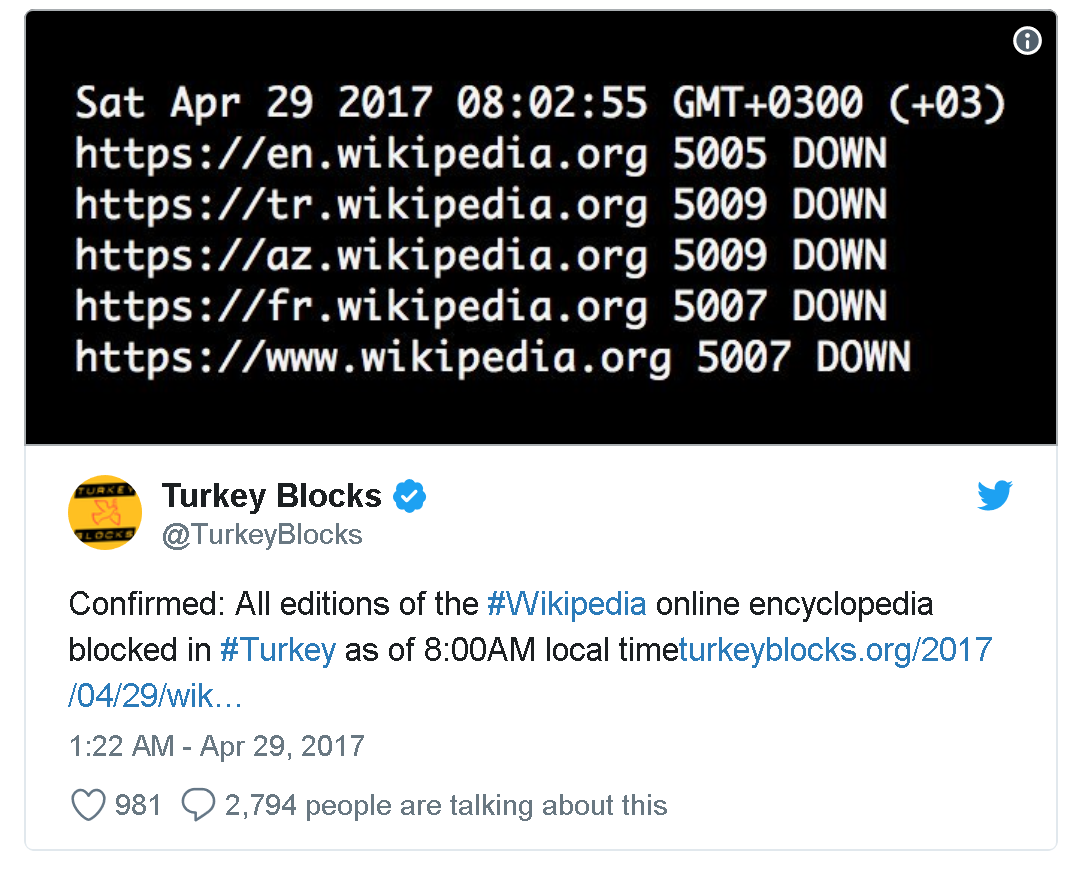 Sat Apr 29 2017 08:02:55 GMT+0300 (+03)
https://en.wikipedia.org 5005 DOWN
https://tr.wikipedia.org 5009 DOWN
https://az.wikipedia.org 5009 DOWN
https://fr.wikipedia.org 5007 DOWN
https://www.wikipedia.org 5007 DOWN
TURKEY
BLOCKS
Turkey Blocks
@TurkeyBlocks
Confirmed: All editions of the #Wikipedia online encyclopedia
blocked in #Turkey as of 8:00AM local timeturkeyblocks.org/2017
/04/29/wik…
1:22 AM - Apr 29, 2017
981 2,794 people are talking about this